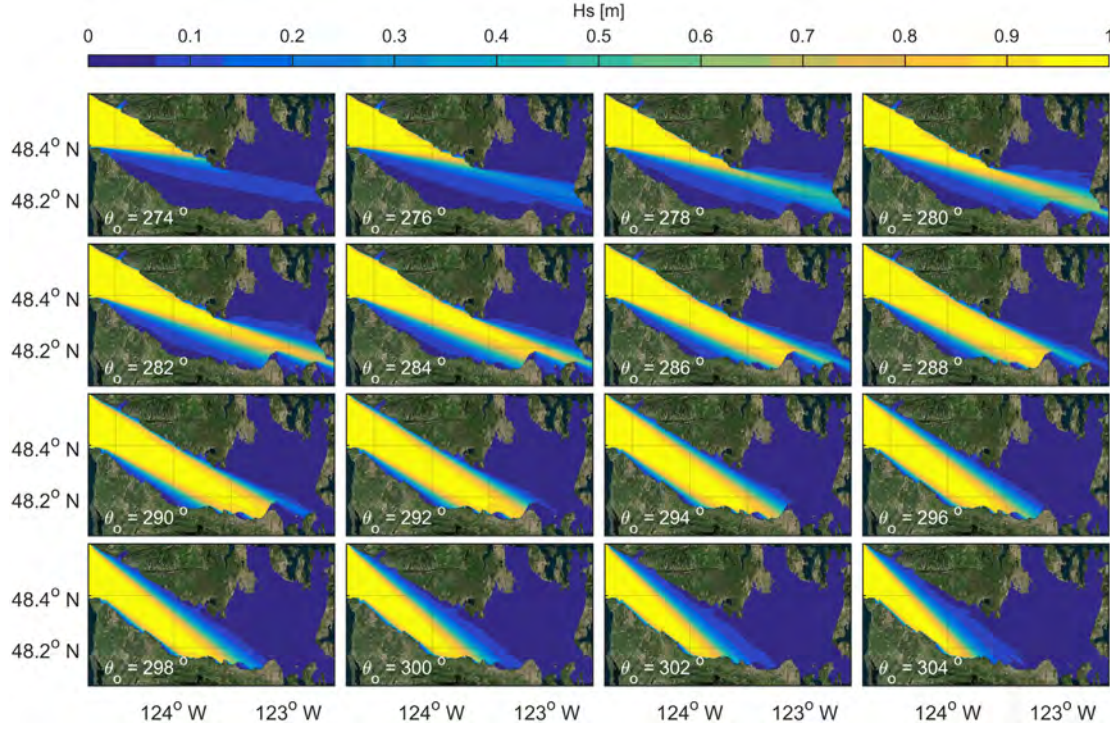 Hs [m]
0 0.1 0.2 0.3 0.4 0.5 0.6 0.7 0.8 0.9 1
48.4° N
48.2° N
θo = 274 °
θo = 276 °
θo = 278 °
θo = 280 °
48.4° N
48.2° N
θo = 282 °
θo = 284 °
θo = 286 °
θo = 288 °
48.4° N
48.2° N
θo = 290 °
θo = 292 °
θo = 294 °
θo = 296 °
48.4° N
48.2° N
θo = 298 °
θo = 300 °
θo = 302 °
θo = 304 °
124° W 123° W 124° W 123° W 124° W 123° W 124° W 123° W